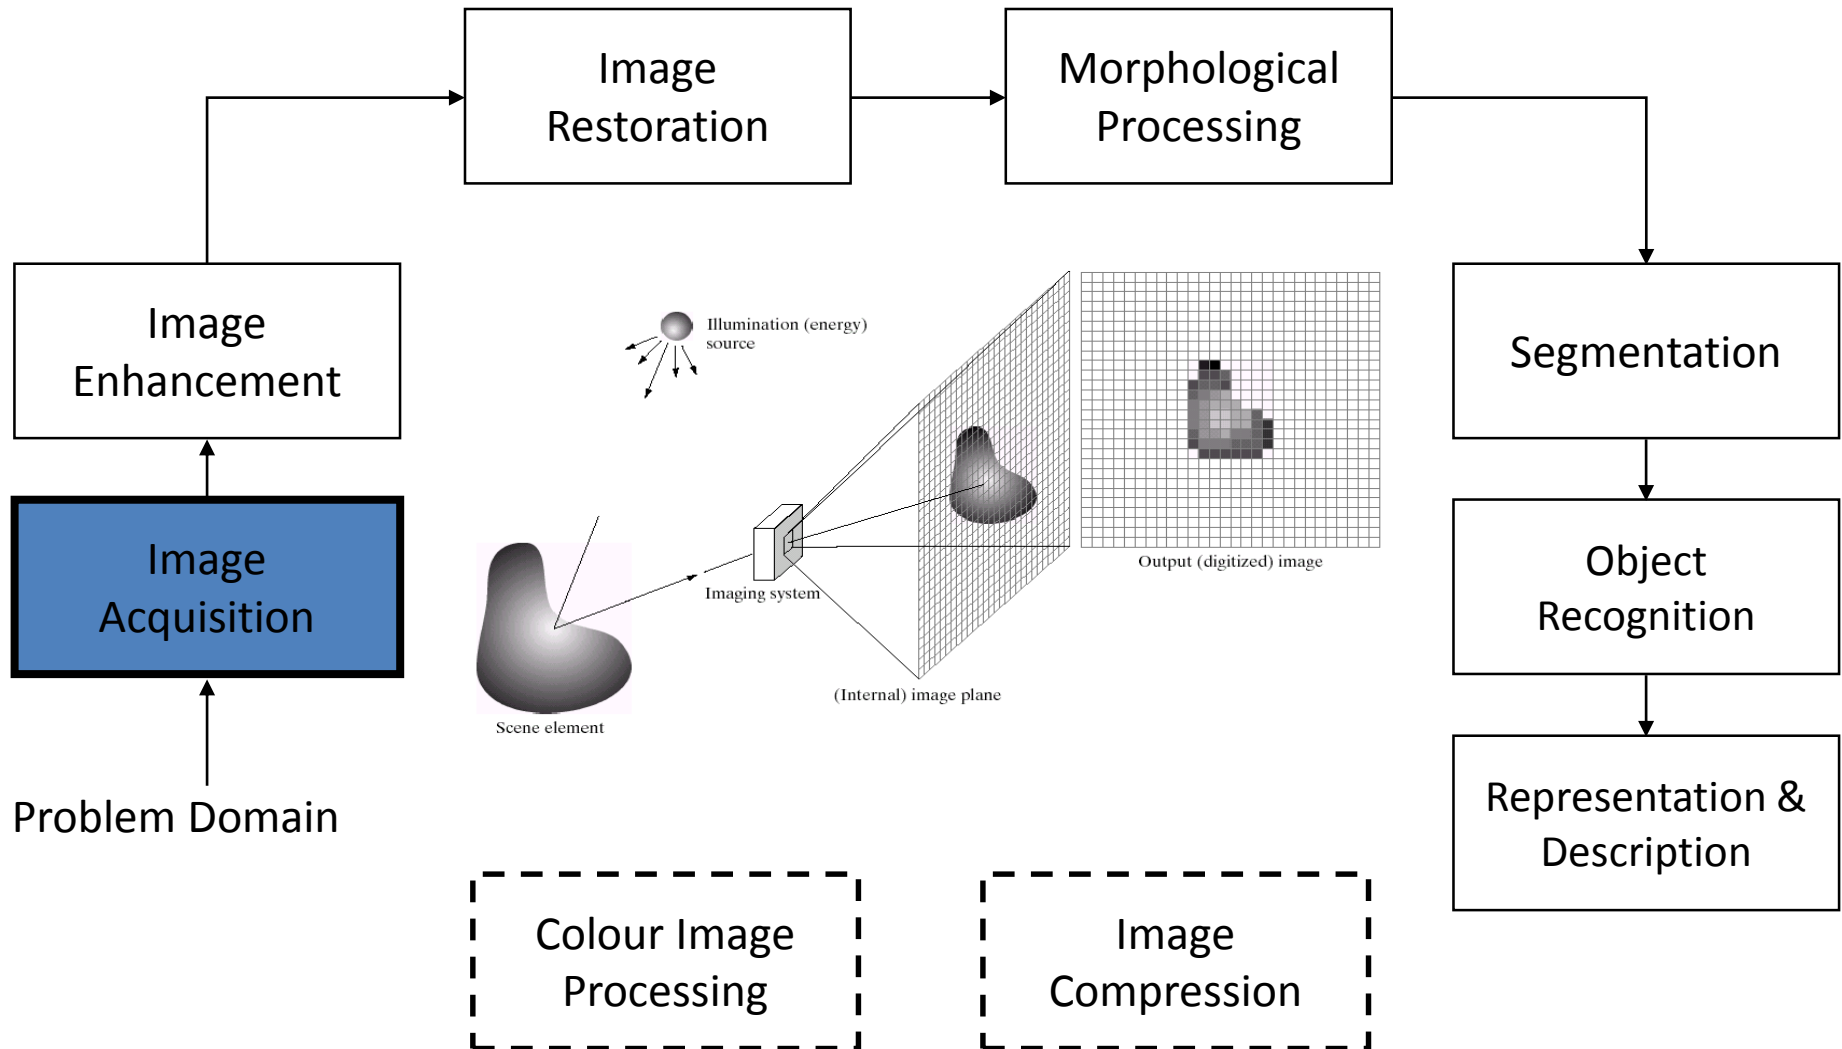 Image
Restoration
Morphological
Processing
Image
Enhancement
Illumination (energy)
source
Segmentation
Image
Acquisition
Imaging system
Output (digitized) image
Object
Recognition
(Internal) image plane
Scene element
Problem Domain
Representation &
Description
Colour Image
Processing
Image
Compression